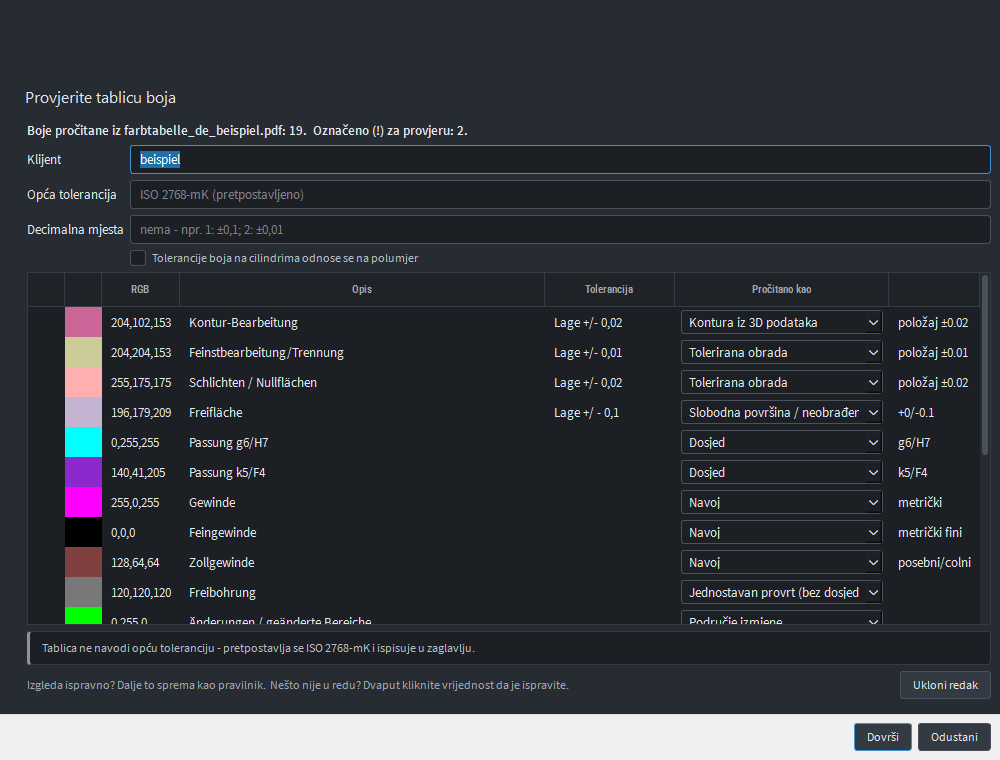 Provjerite tablicu boja
Boje pročitane iz farbtabelle_de_beispiel.pdf: 19. Označeno (!) za provjeru: 2.
Klijent beispiel
Opća tolerancija ISO 2768-mK (pretpostavljeno)
Decimalna mjesta nema - npr. 1: ±0,1; 2: ±0,01
Tolerancije boja na cilindrima odnose se na polumjer
RGB Opis Tolerancija Pročitano kao
204,102,153 Kontur-Bearbeitung Lage +/- 0,02 Kontura iz 3D podataka položaj ±0.02
204,204,153 Feinstbearbeitung/Trennung Lage +/- 0,01 Tolerirana obrada položaj ±0.01
255,175,175 Schlichten / Nullflächen Lage +/- 0,02 Tolerirana obrada položaj ±0.02
196,179,209 Freifläche Lage +/ - 0,1 Slobodna površina / neobrađer +0/-0.1
0,255,255 Passung g6/H7 Dosjed g6/H7
140,41,205 Passung k5/F4 Dosjed k5/F4
255,0,255 Gewinde Navoj metrički
0,0,0 Feingewinde Navoj metrički fini
128,64,64 Zollgewinde Navoj posebni/colni
120,120,120 Freibohrung Jednostavan provrt (bez dosjed
0,255,0 Änderungen / geänderte Bereiche Područje izmjene
Tablica ne navodi opću toleranciju - pretpostavlja se ISO 2768-mK i ispisuje u zaglavlju.
Izgleda ispravno? Dalje to sprema kao pravilnik. Nešto nije u redu? Dvaput kliknite vrijednost da je ispravite.
Ukloni redak
Dovrši Odustani